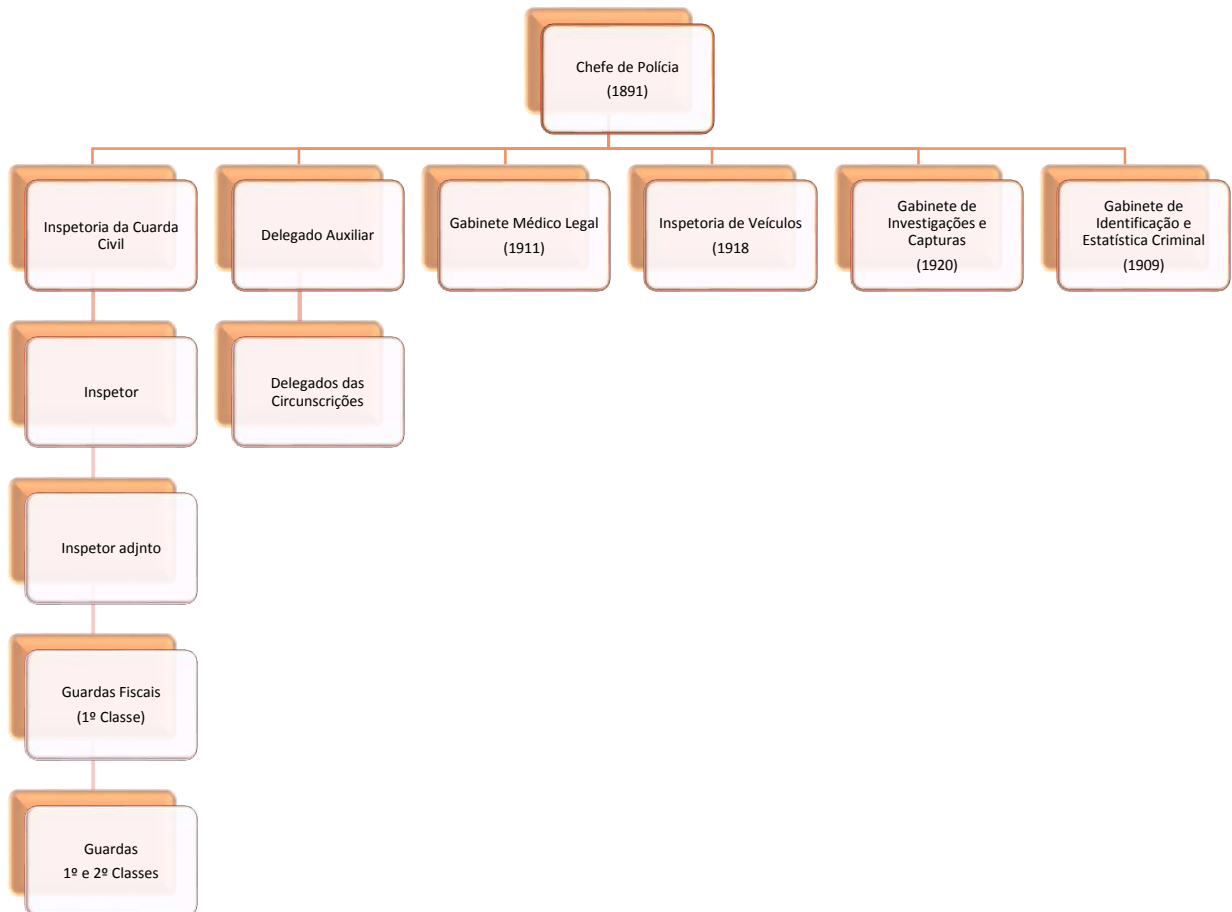 Chefe de Polícia
(1891)
Inspetoria da Cuarda
Civil
Delegado Auxiliar
Gabinete Médico Legal
(1911)
Inspetoria de Veículos
(1918
Gabinete de
Investigações e
Capturas
(1920)
Gabinete de
Identificação e
Estatística Criminal
(1909)
Inspetor
Delegados das
Circunscrições
Inspetor adjnto
Guardas Fiscais
(1º Classe)
Guardas
1º e 2º Classes